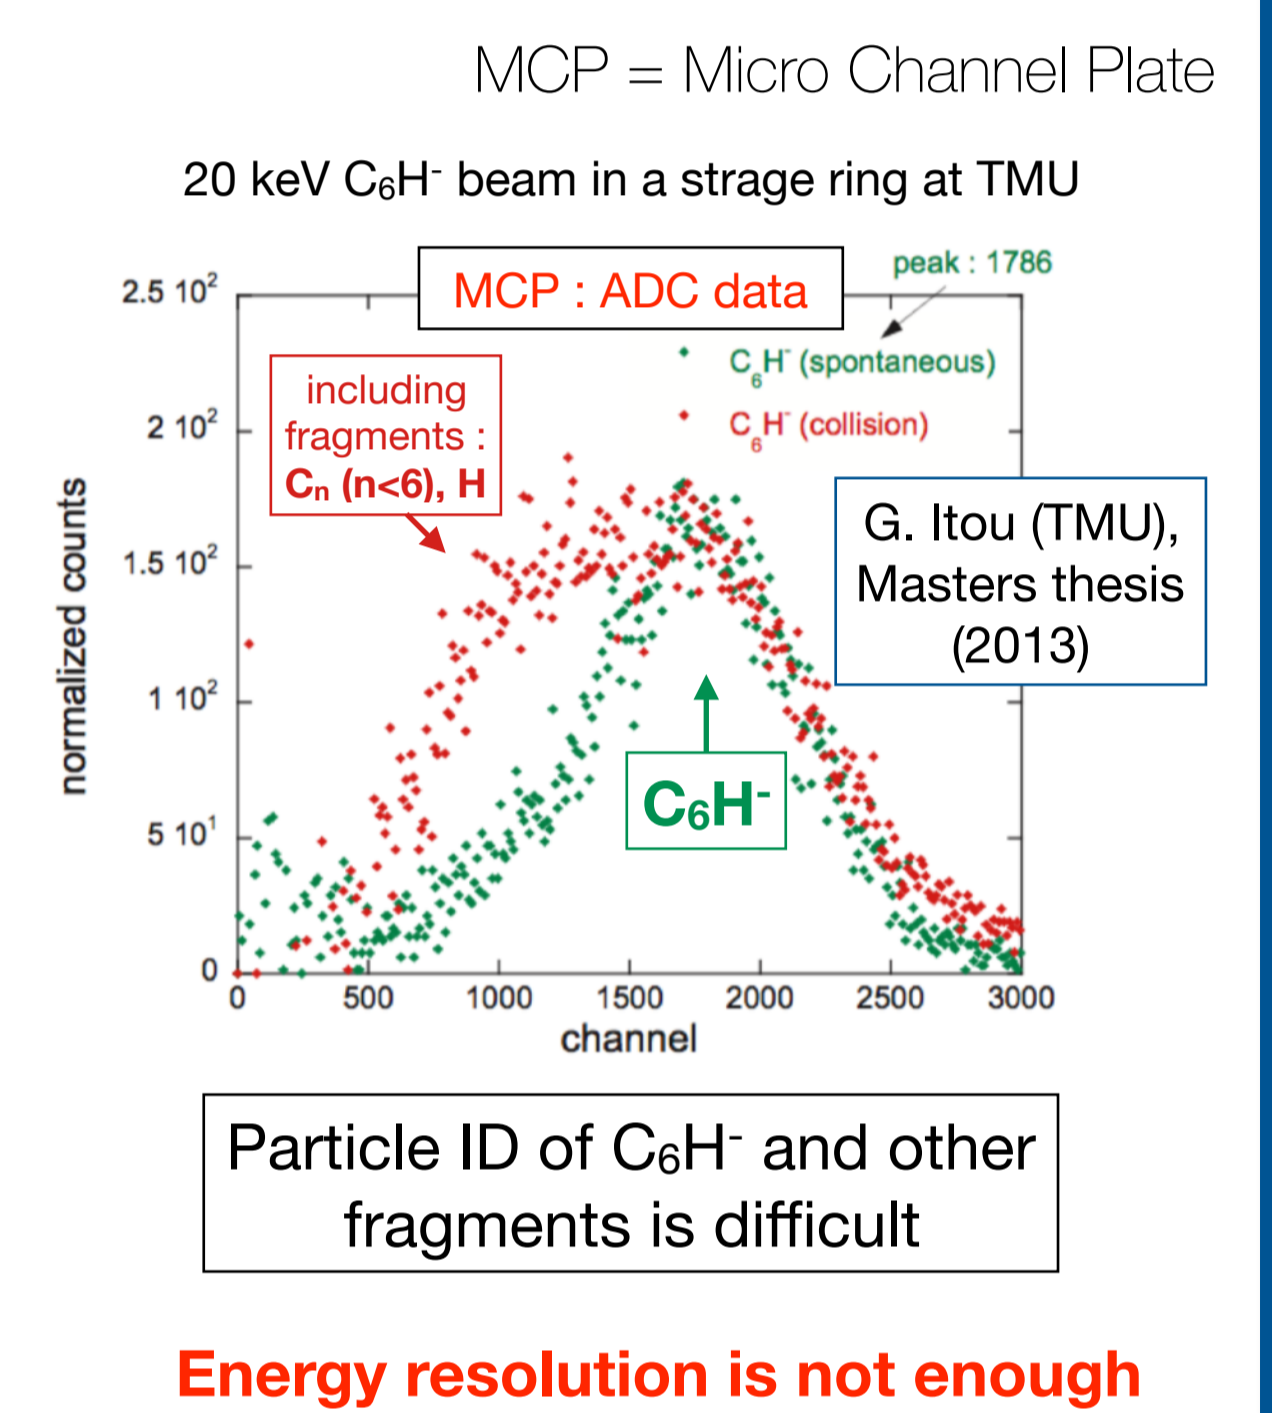 MCP = Micro Channel Plate
20 keV C₆H⁻ beam in a strage ring at TMU
MCP : ADC data
peak : 1786
C₆H⁻ (spontaneous)
C₆H⁻ (collision)
including
fragments :
Cₙ (n<6), H
G. Itou (TMU),
Masters thesis
(2013)
C₆H⁻
normalized counts
2.5 10²
2 10²
1.5 10²
1 10²
5 10¹
0
0 500 1000 1500 2000 2500 3000
channel
Particle ID of C₆H⁻ and other
fragments is difficult
Energy resolution is not enough